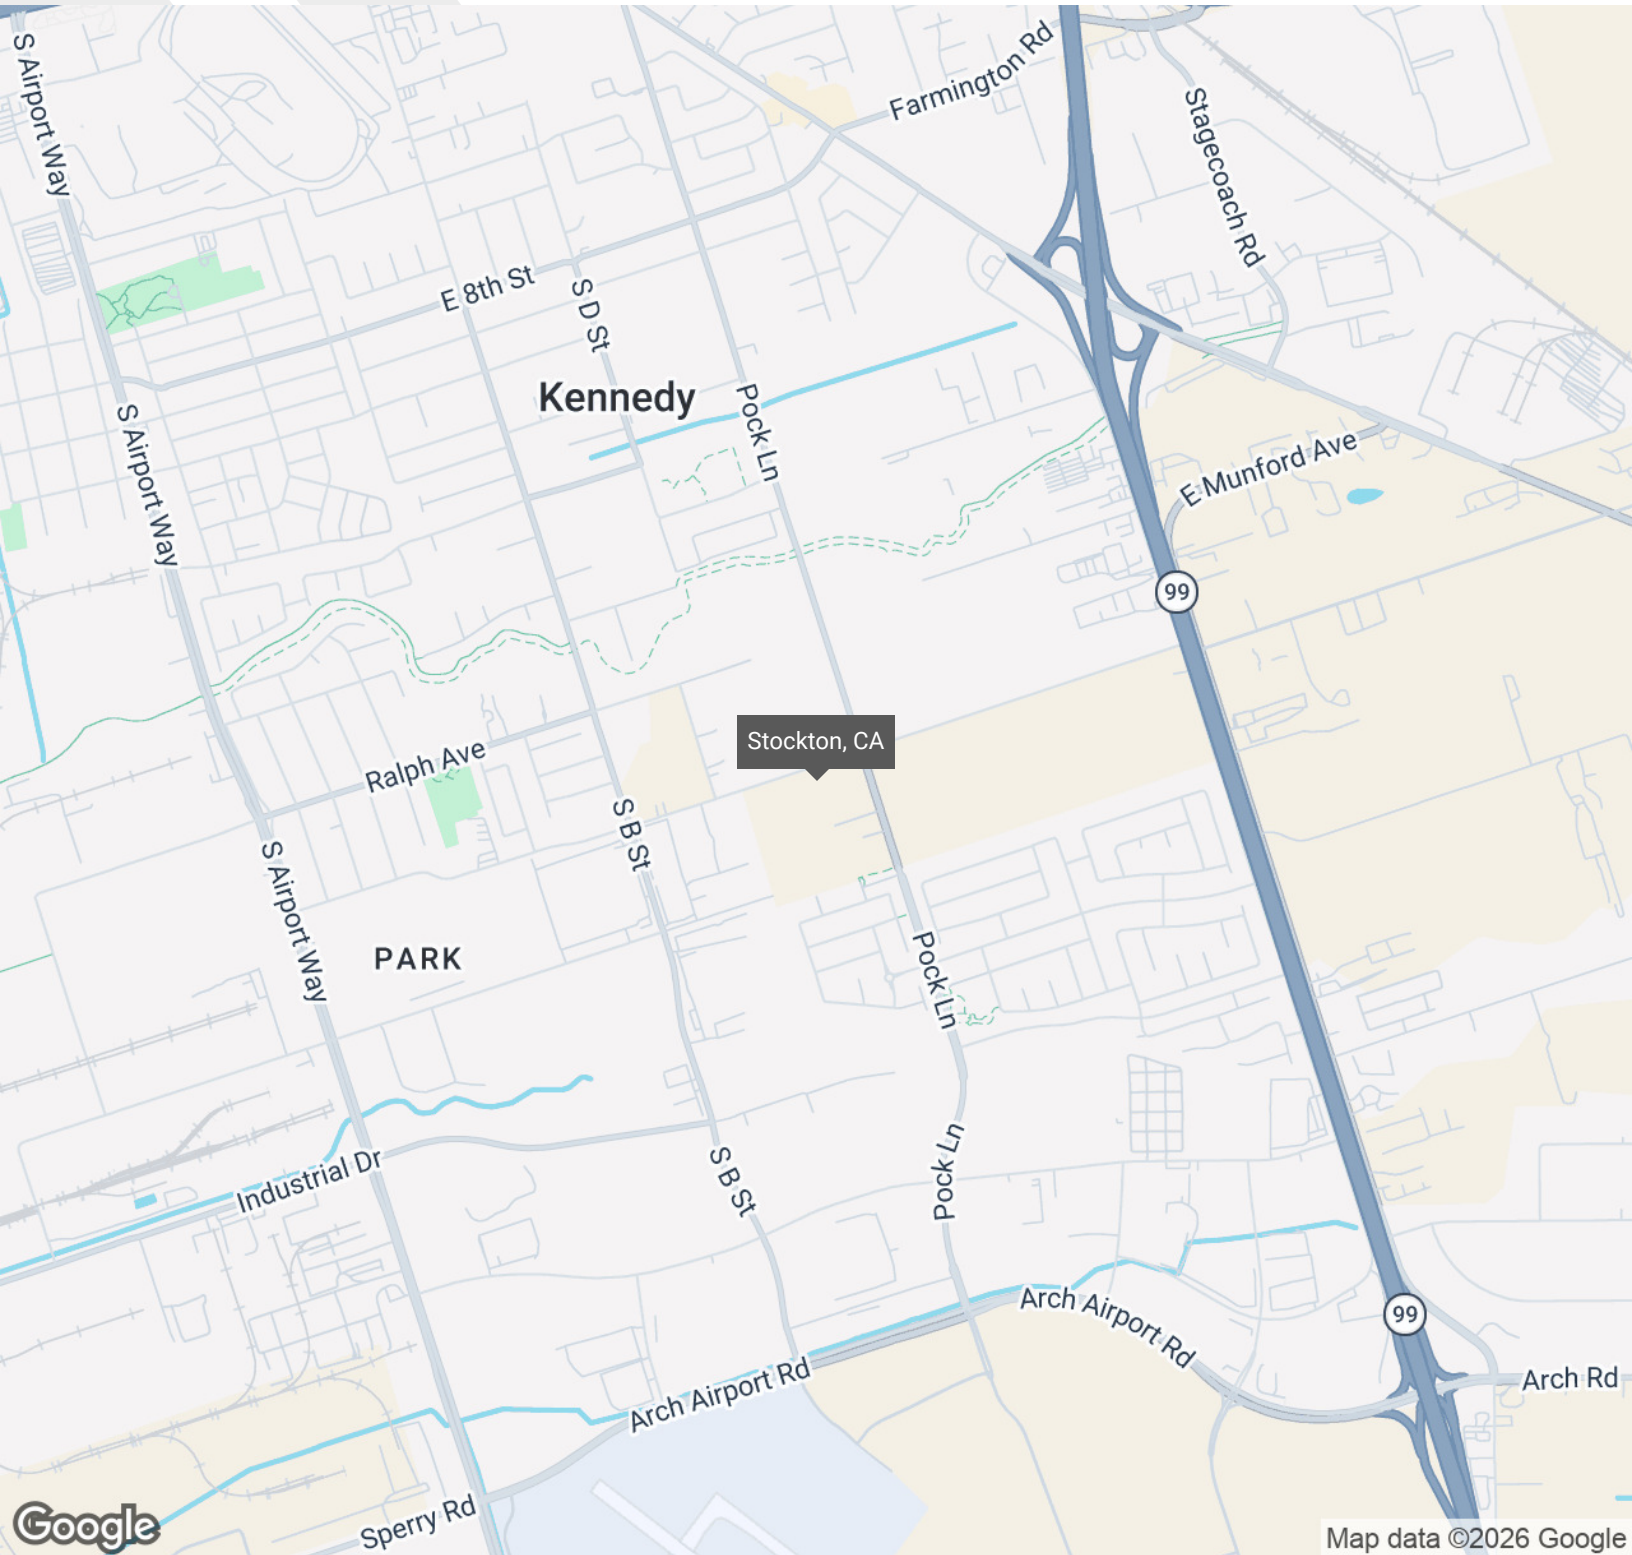 Farmington Rd
S Airport Way
Stagecoach Rd
E 8th St
S D St
Kennedy
Pock Ln
S Airport Way
E Munford Ave
99
Stockton, CA
Ralph Ave
S B St
S Airport Way
PARK
Pock Ln
Pock Ln
Industrial Dr
S B St
Arch Airport Rd
99
Arch Airport Rd
Arch Rd
Sperry Rd
Google
Map data ©2026 Google